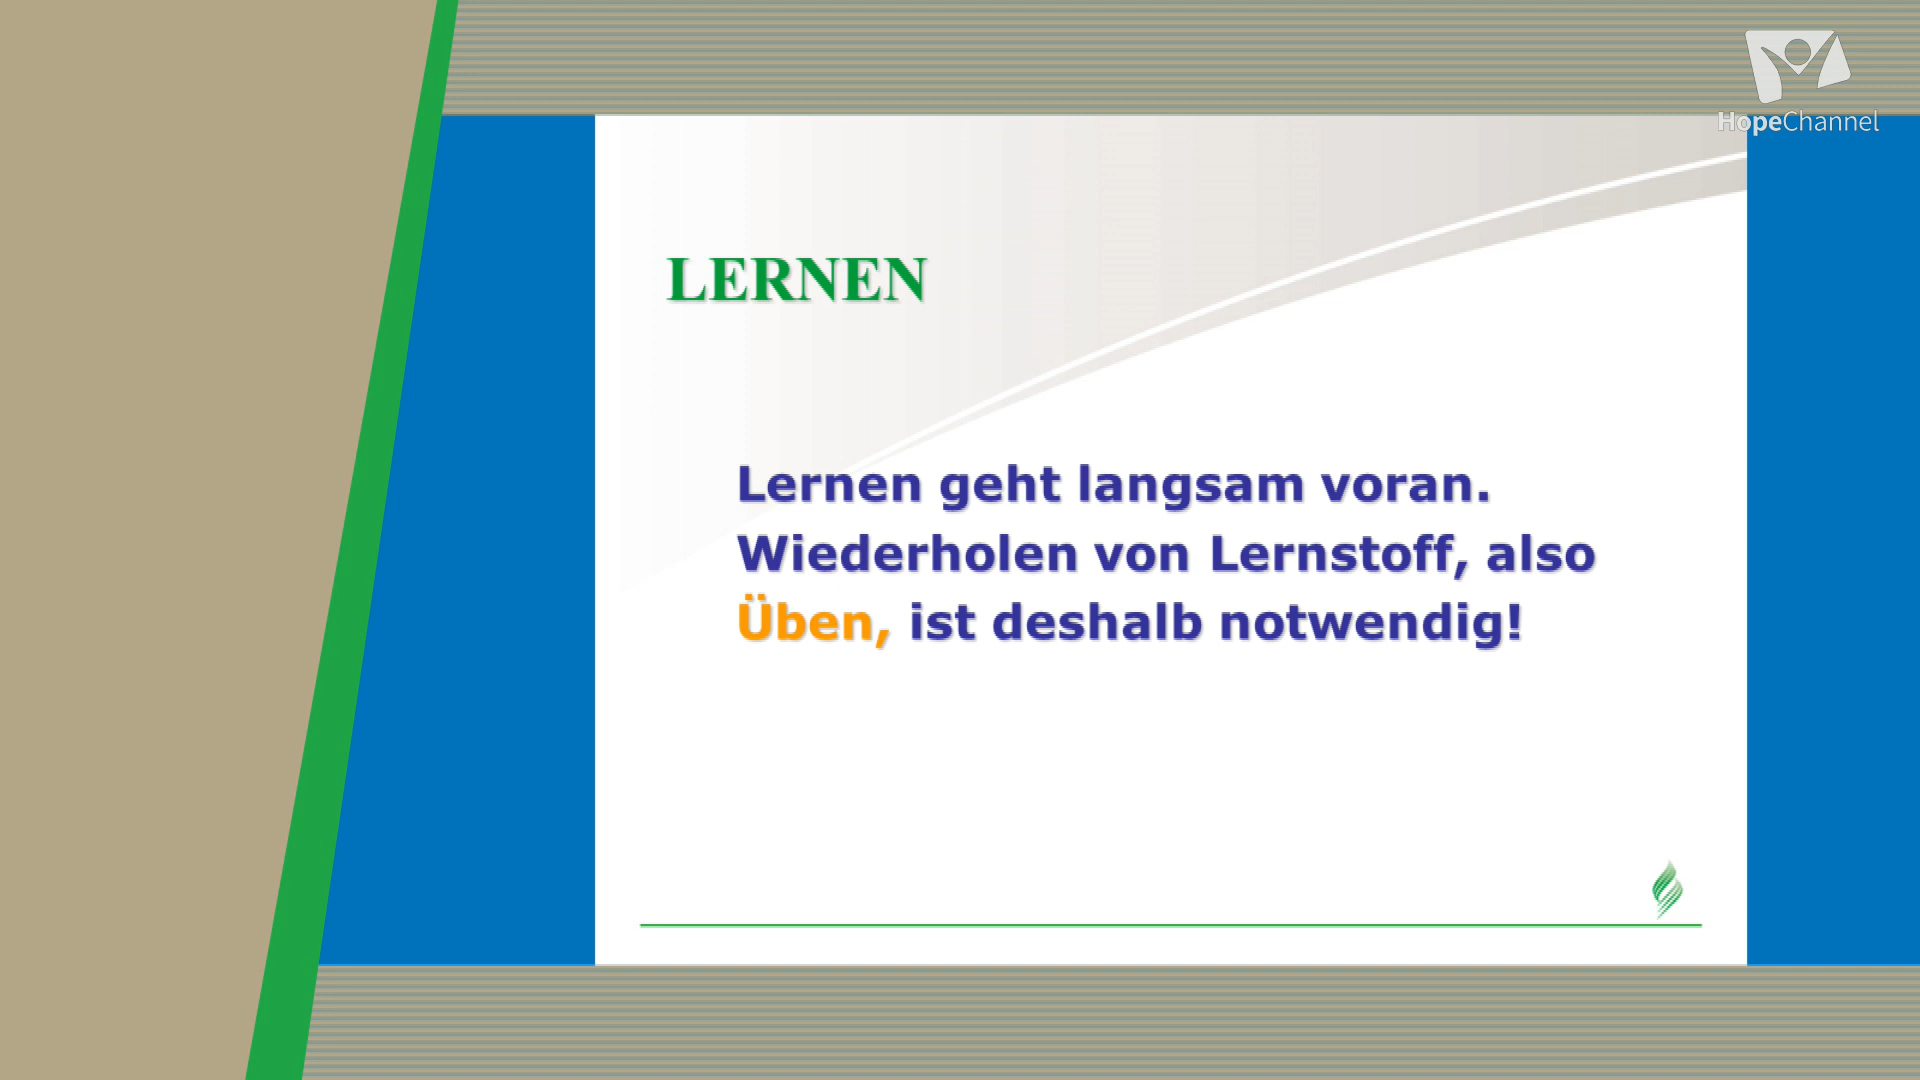 HopeChannel
LERNEN
Lernen geht langsam voran.
Wiederholen von Lernstoff, also
Üben, ist deshalb notwendig!